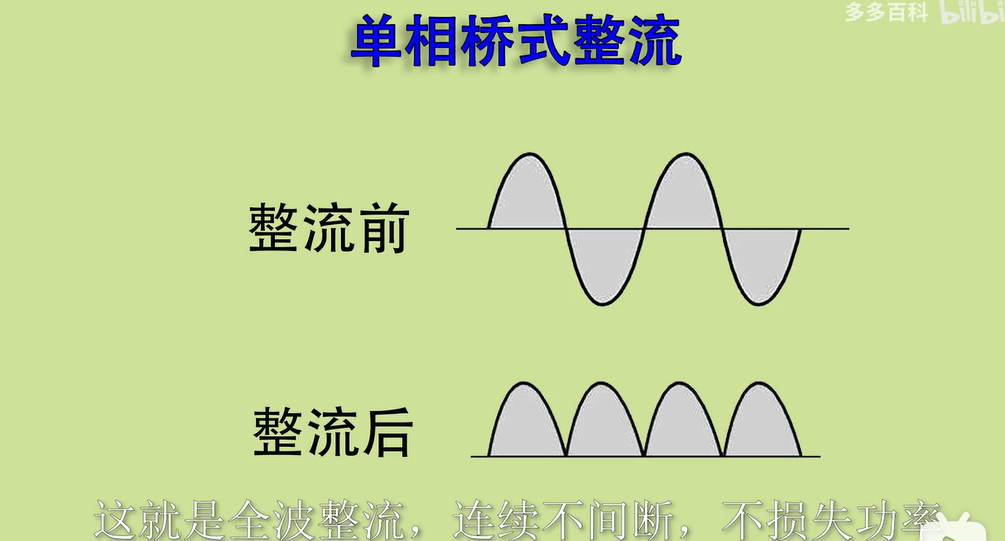 多多百科 bilibi
单相桥式整流
整流前
整流后
这就是全波整流，连续不间断，不损失功率